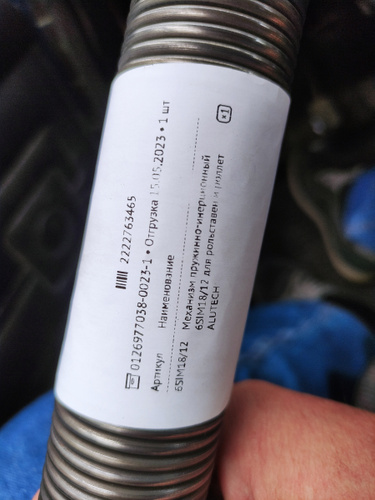 2222763465
0126977038-0023-1 • Отгрузка 15.05.2023 • 1 шт
Артикул Наименование
6SIM18/12 Механизм пружинно-инерционный
6SIM18/12 для рольставен и роллет
ALUTECH
×1